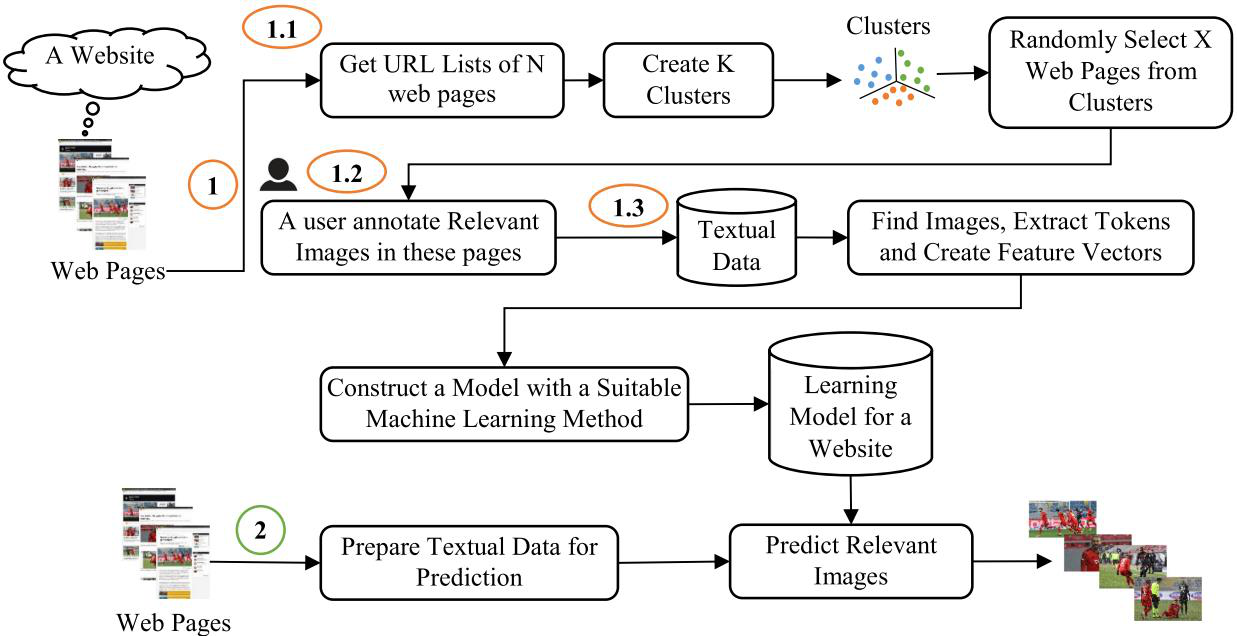 A Website
1.1
Get URL Lists of N
web pages
Create K
Clusters
Clusters
Randomly Select X
Web Pages from
Clusters
1
Web Pages
1.2
A user annotate Relevant
Images in these pages
1.3
Textual
Data
Find Images, Extract Tokens
and Create Feature Vectors
Construct a Model with a Suitable
Machine Learning Method
Learning
Model for a
Website
2
Web Pages
Prepare Textual Data for
Prediction
Predict Relevant
Images